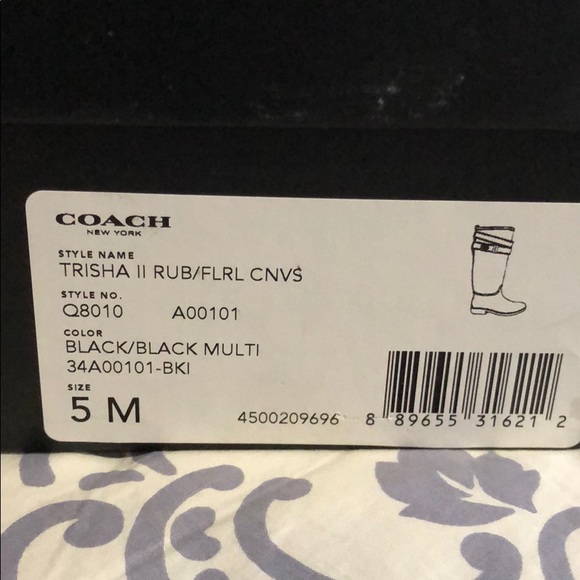 COACH
NEW YORK
STYLE NAME
TRISHA II RUB/FLRL CNVS
STYLE NO.
Q8010 A00101
COLOR
BLACK/BLACK MULTI
34A00101-BKI
SIZE
5 M
4500209696 8 89655 31621 2